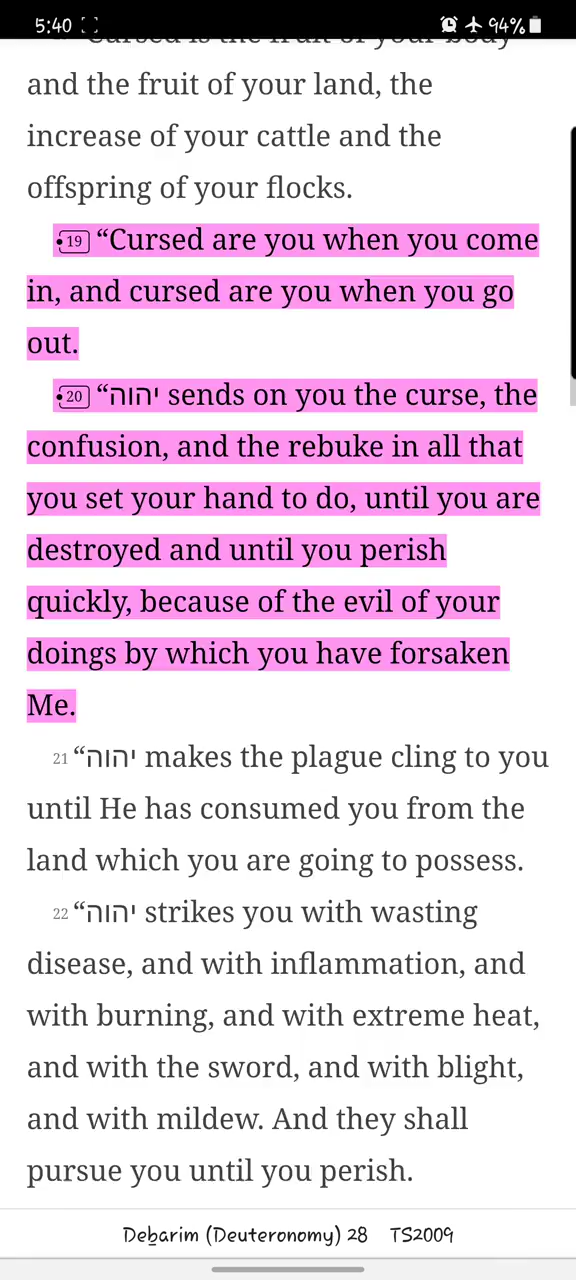 5:40 94%
“Cursed is the fruit of your body
and the fruit of your land, the
increase of your cattle and the
offspring of your flocks.
19 “Cursed are you when you come
in, and cursed are you when you go
out.
20 “יהוה sends on you the curse, the
confusion, and the rebuke in all that
you set your hand to do, until you are
destroyed and until you perish
quickly, because of the evil of your
doings by which you have forsaken
Me.
21 “יהוה makes the plague cling to you
until He has consumed you from the
land which you are going to possess.
22 “יהוה strikes you with wasting
disease, and with inflammation, and
with burning, and with extreme heat,
and with the sword, and with blight,
and with mildew. And they shall
pursue you until you perish.
Deḇarim (Deuteronomy) 28 TS2009